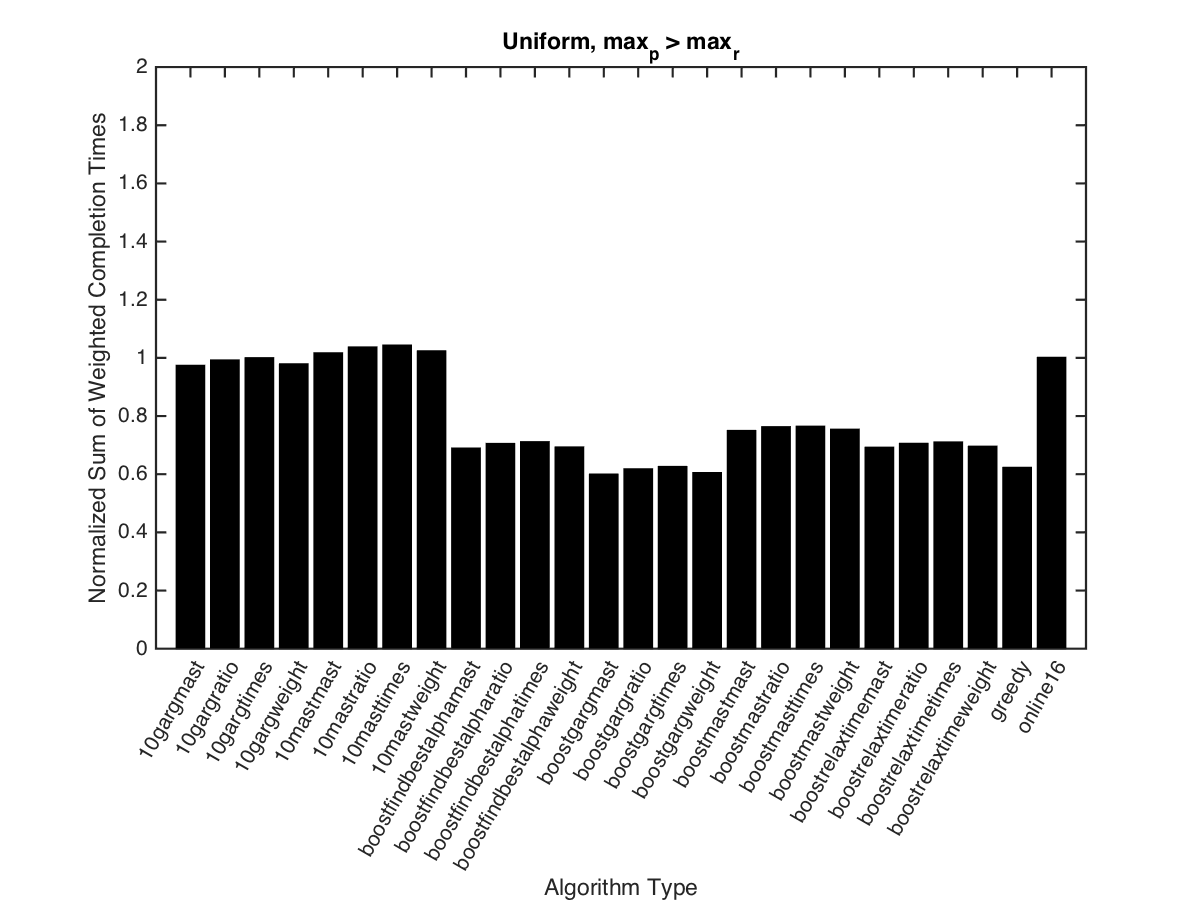 Uniform, max_p > max_r
Normalized Sum of Weighted Completion Times
2
1.8
1.6
1.4
1.2
1
0.8
0.6
0.4
0.2
0
10gargmast
10gargratio
10gargtimes
10gargweight
10mastmast
10mastratio
10masttimes
10mastweight
boostfindbestalphamast
boostfindbestalpharatio
boostfindbestalphatimes
boostfindbestalphaweight
boostgargmast
boostgargratio
boostgargtimes
boostgargweight
boostmastmast
boostmastratio
boostmasttimes
boostmastweight
boostrelaxtimemast
boostrelaxtimeratio
boostrelaxtimetimes
boostrelaxtimeweight
greedy
online16
Algorithm Type